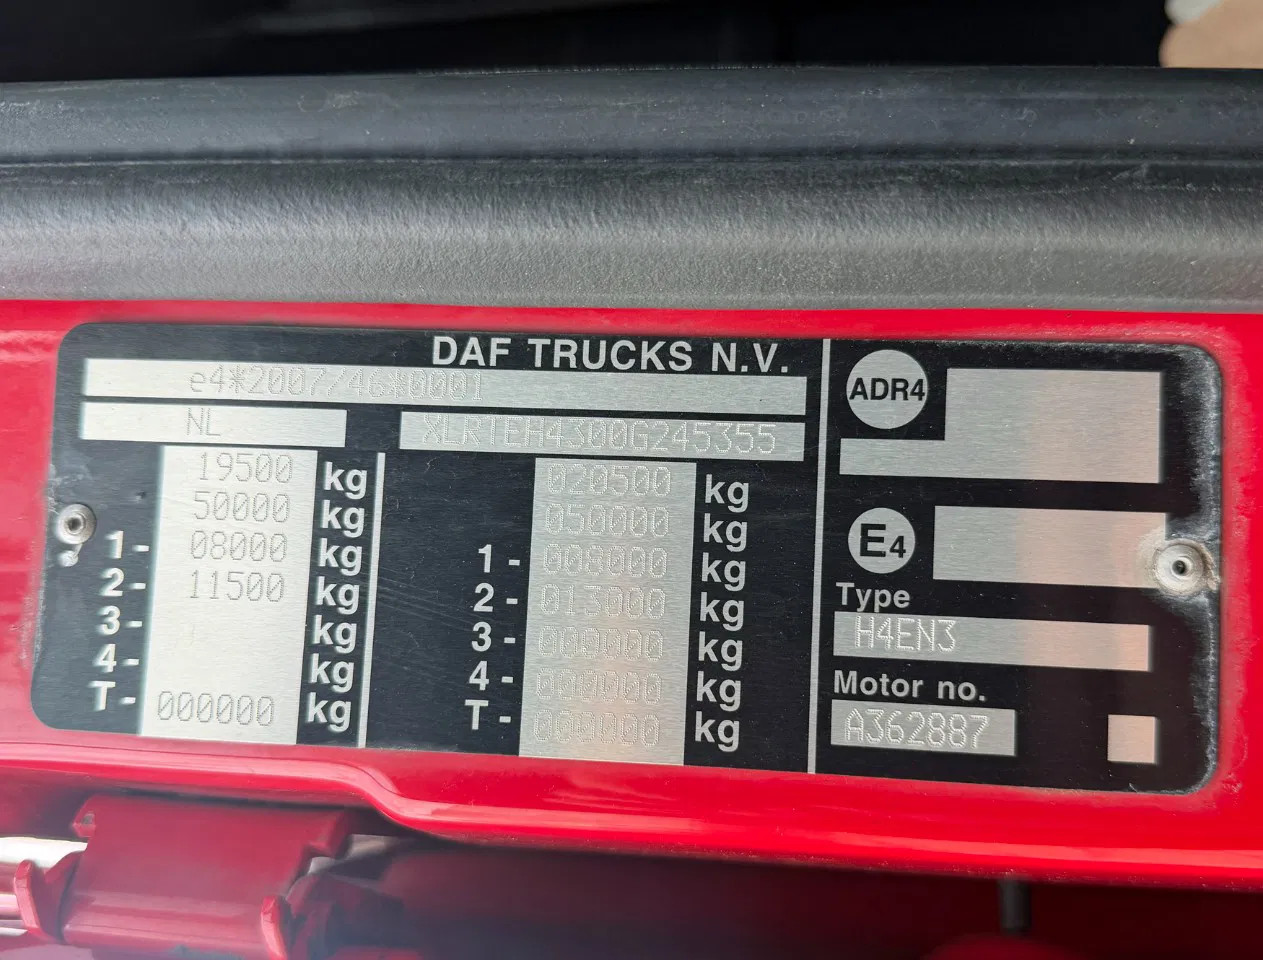 DAF TRUCKS N.V.
e4*2007/46*0001
NL XLRTEH4300G245355
19500 kg 020500 kg
50000 kg 050000 kg
1- 08000 kg 1- 008000 kg
2- 11500 kg 2- 013000 kg
3- kg 3- 000000 kg
4- kg 4- 000000 kg
T- 000000 kg T- 000000 kg
ADR4
E4
Type
H4EN3
Motor no.
A362887